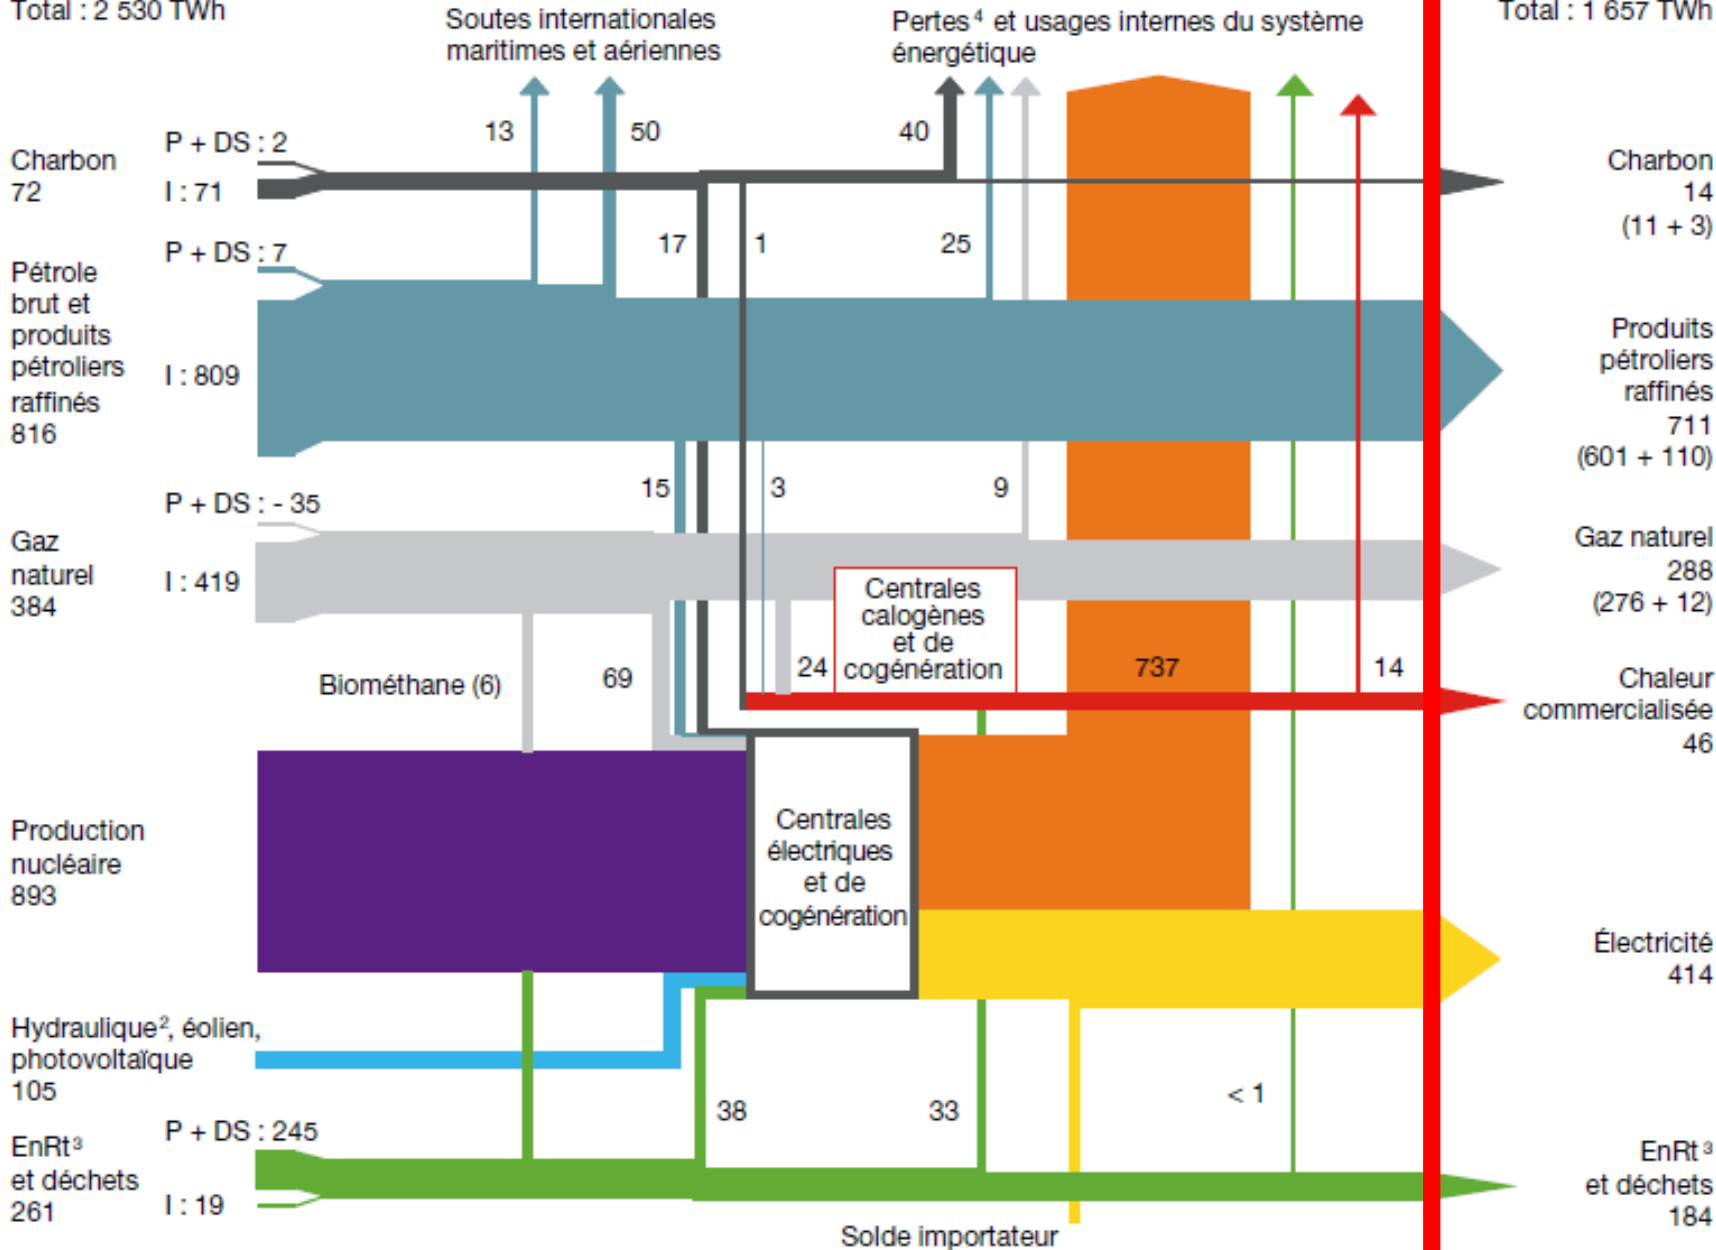 Total : 2 530 TWh
Soutes internationales
maritimes et aériennes
Pertes⁴ et usages internes du système
énergétique
Total : 1 657 TWh
13
50
40
P + DS : 2
Charbon
72
I : 71
Charbon
14
(11 + 3)
17
1
25
P + DS : 7
Pétrole
brut et
produits
pétroliers
raffinés
816
I : 809
Produits
pétroliers
raffinés
711
(601 + 110)
15
3
9
P + DS : - 35
Gaz
naturel
384
I : 419
Gaz naturel
288
(276 + 12)
Centrales
calogènes
et de
cogénération
Biométhane (6)
69
24
737
14
Chaleur
commercialisée
46
Production
nucléaire
893
Centrales
électriques
et de
cogénération
Électricité
414
Hydraulique², éolien,
photovoltaïque
105
38
33
< 1
P + DS : 245
EnRt³
et déchets
261
I : 19
EnRt³
et déchets
184
Solde importateur